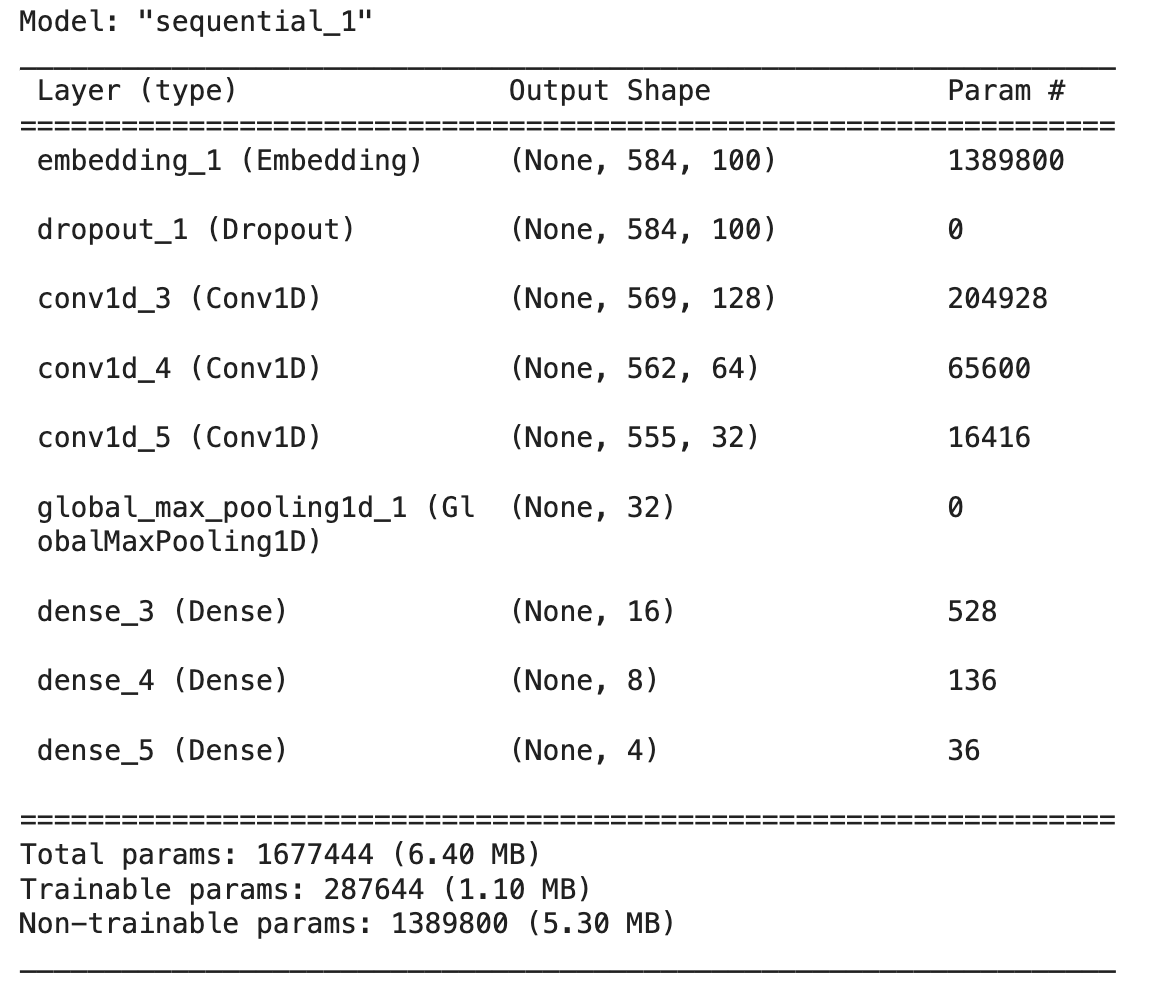 Model: "sequential_1"
Layer (type) Output Shape Param #
embedding_1 (Embedding) (None, 584, 100) 1389800
dropout_1 (Dropout) (None, 584, 100) 0
conv1d_3 (Conv1D) (None, 569, 128) 204928
conv1d_4 (Conv1D) (None, 562, 64) 65600
conv1d_5 (Conv1D) (None, 555, 32) 16416
global_max_pooling1d_1 (Gl (None, 32) 0
obalMaxPooling1D)
dense_3 (Dense) (None, 16) 528
dense_4 (Dense) (None, 8) 136
dense_5 (Dense) (None, 4) 36
Total params: 1677444 (6.40 MB)
Trainable params: 287644 (1.10 MB)
Non-trainable params: 1389800 (5.30 MB)